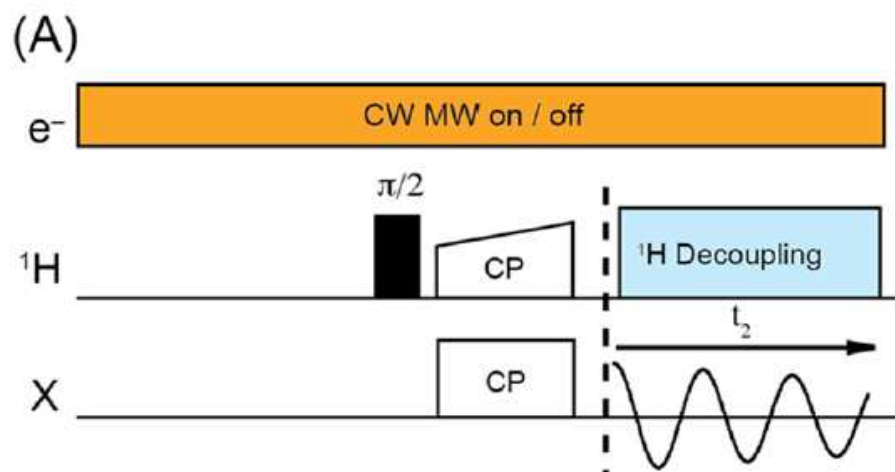 (A)
e⁻
CW MW on / off
π/2
¹H
CP
¹H Decoupling
t₂
X
CP